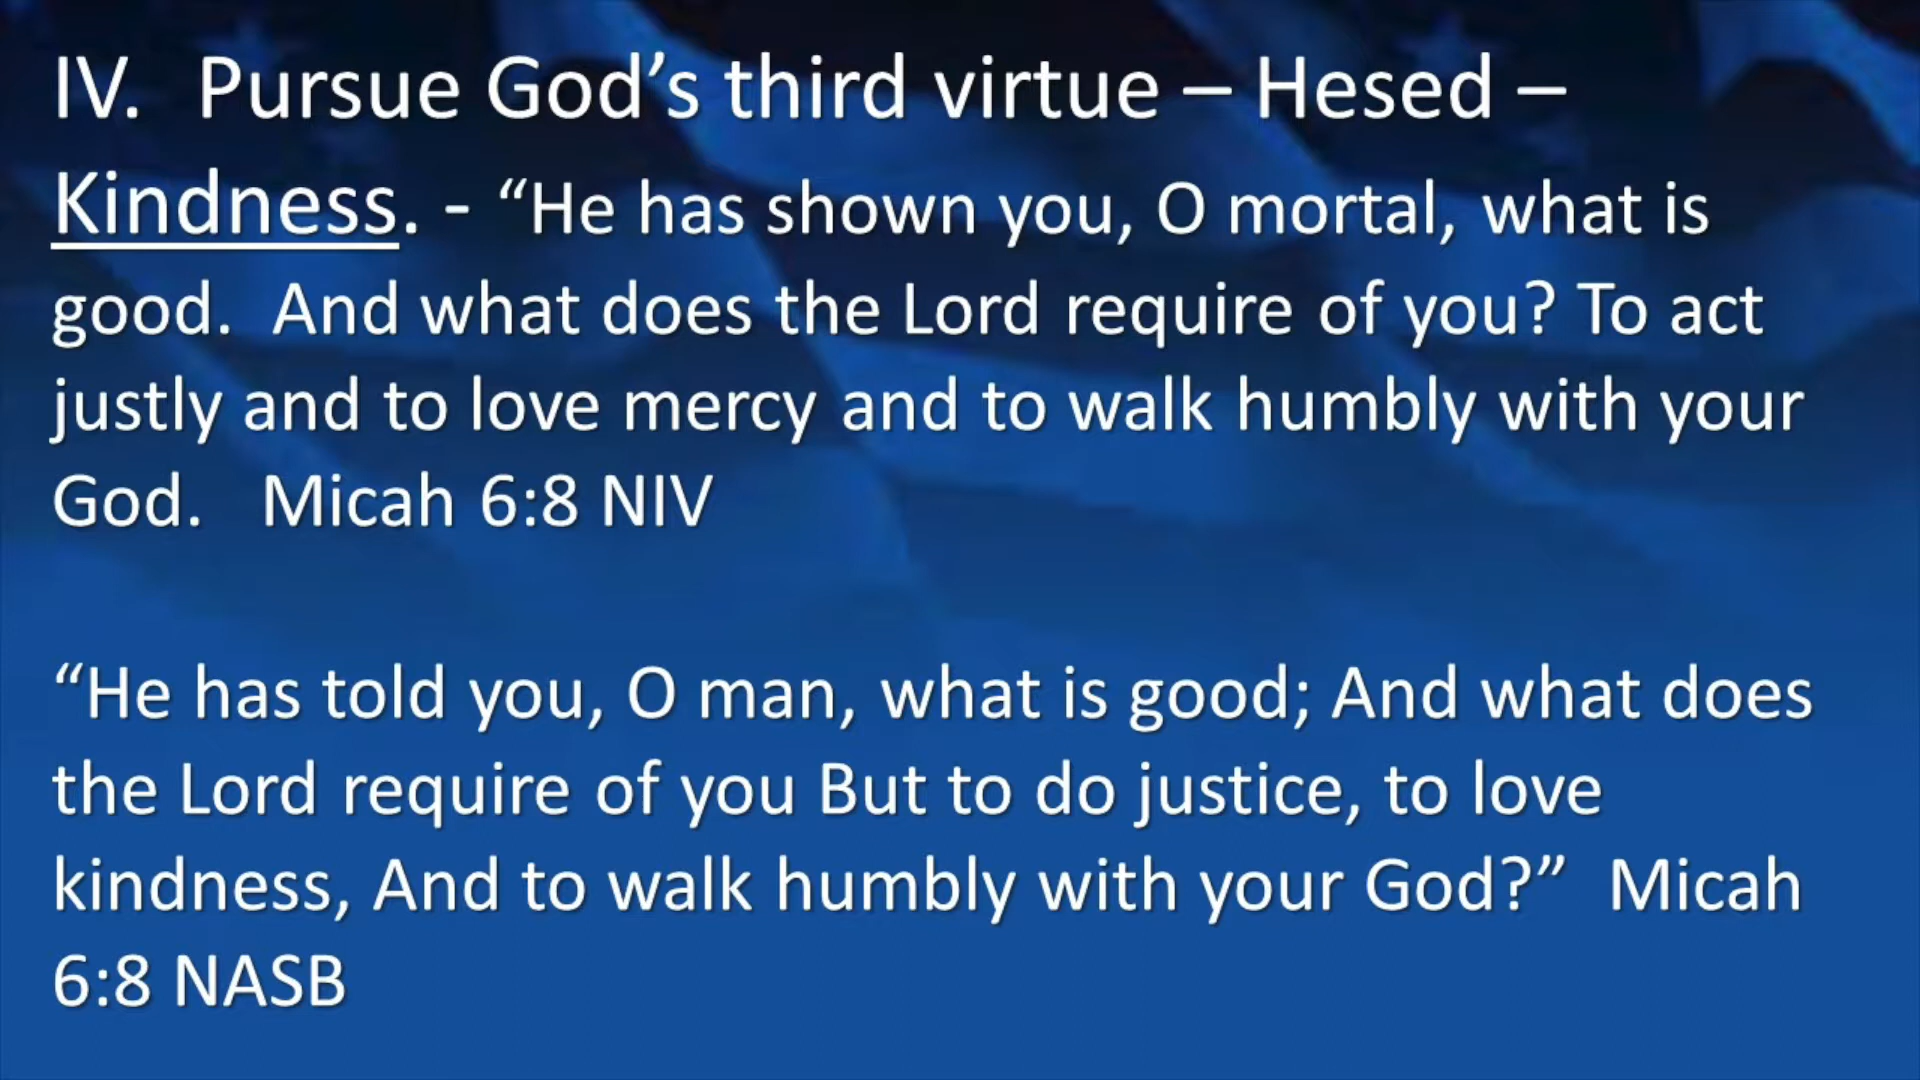 IV.  Pursue God’s third virtue – Hesed –
Kindness. - “He has shown you, O mortal, what is
good.  And what does the Lord require of you? To act
justly and to love mercy and to walk humbly with your
God.   Micah 6:8 NIV
“He has told you, O man, what is good; And what does
the Lord require of you But to do justice, to love
kindness, And to walk humbly with your God?”  Micah
6:8 NASB